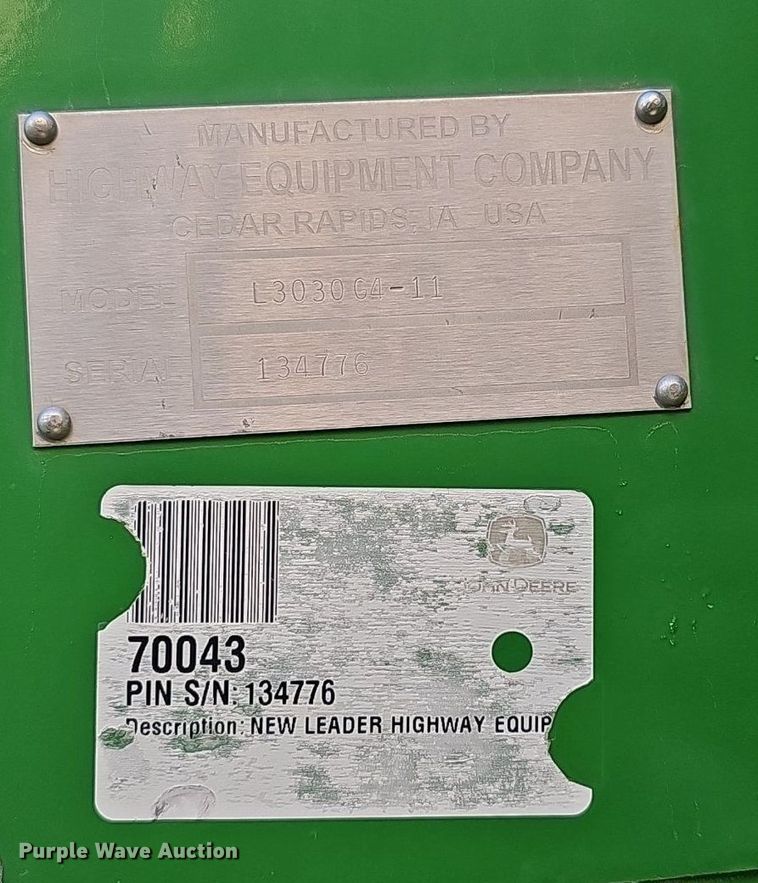 MANUFACTURED BY
HIGHWAY EQUIPMENT COMPANY
CEDAR RAPIDS, IA USA
MODEL L3030G4-11
SERIAL 134776
JOHN DEERE
70043
PIN S/N: 134776
Description: NEW LEADER HIGHWAY EQUIP
Purple Wave Auction